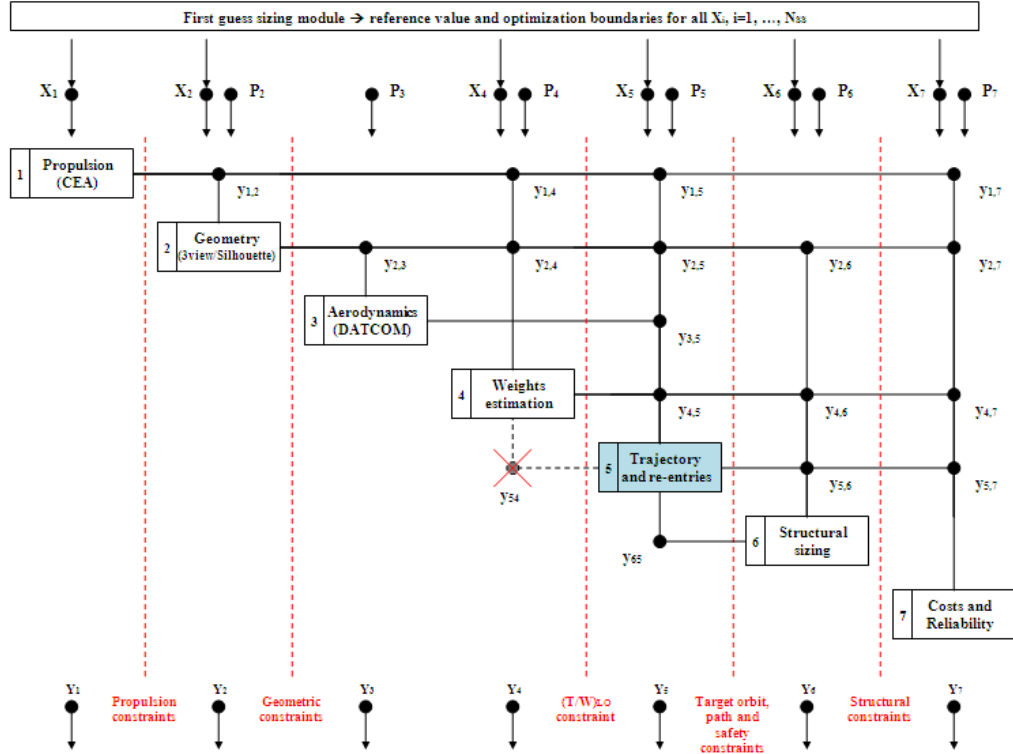 First guess sizing module → reference value and optimization boundaries for all Xi, i=1, …, NSS
X1
X2
P2
P3
X4
P4
X5
P5
X6
P6
X7
P7
1
Propulsion
(CEA)
y1,2
y1,4
y1,5
y1,7
2
Geometry
(3view/Silhouette)
y2,3
y2,4
y2,5
y2,6
y2,7
3
Aerodynamics
(DATCOM)
y3,5
4
Weights
estimation
y4,5
y4,6
y4,7
5
Trajectory
and re-entries
y54
y5,6
y5,7
6
Structural
sizing
y65
7
Costs and
Reliability
Y1
Propulsion
constraints
Y2
Geometric
constraints
Y3
Y4
(T/W)LO
constraint
Y5
Target orbit,
path and
safety
constraints
Y6
Structural
constraints
Y7